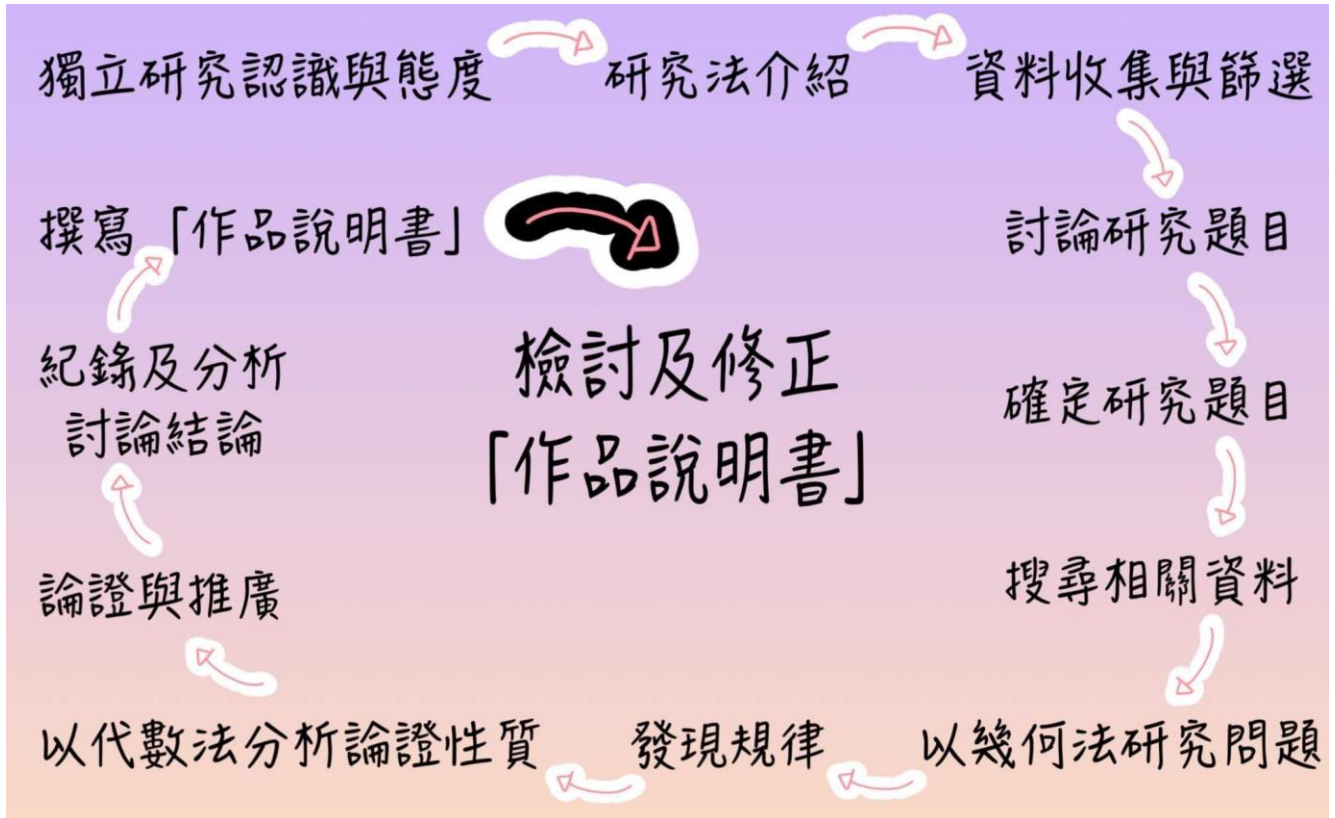 獨立研究認識與態度
研究法介紹
資料收集與篩選
討論研究題目
確定研究題目
搜尋相關資料
以幾何法研究問題
發現規律
以代數法分析論證性質
論證與推廣
紀錄及分析
討論結論
撰寫「作品說明書」
檢討及修正
「作品說明書」